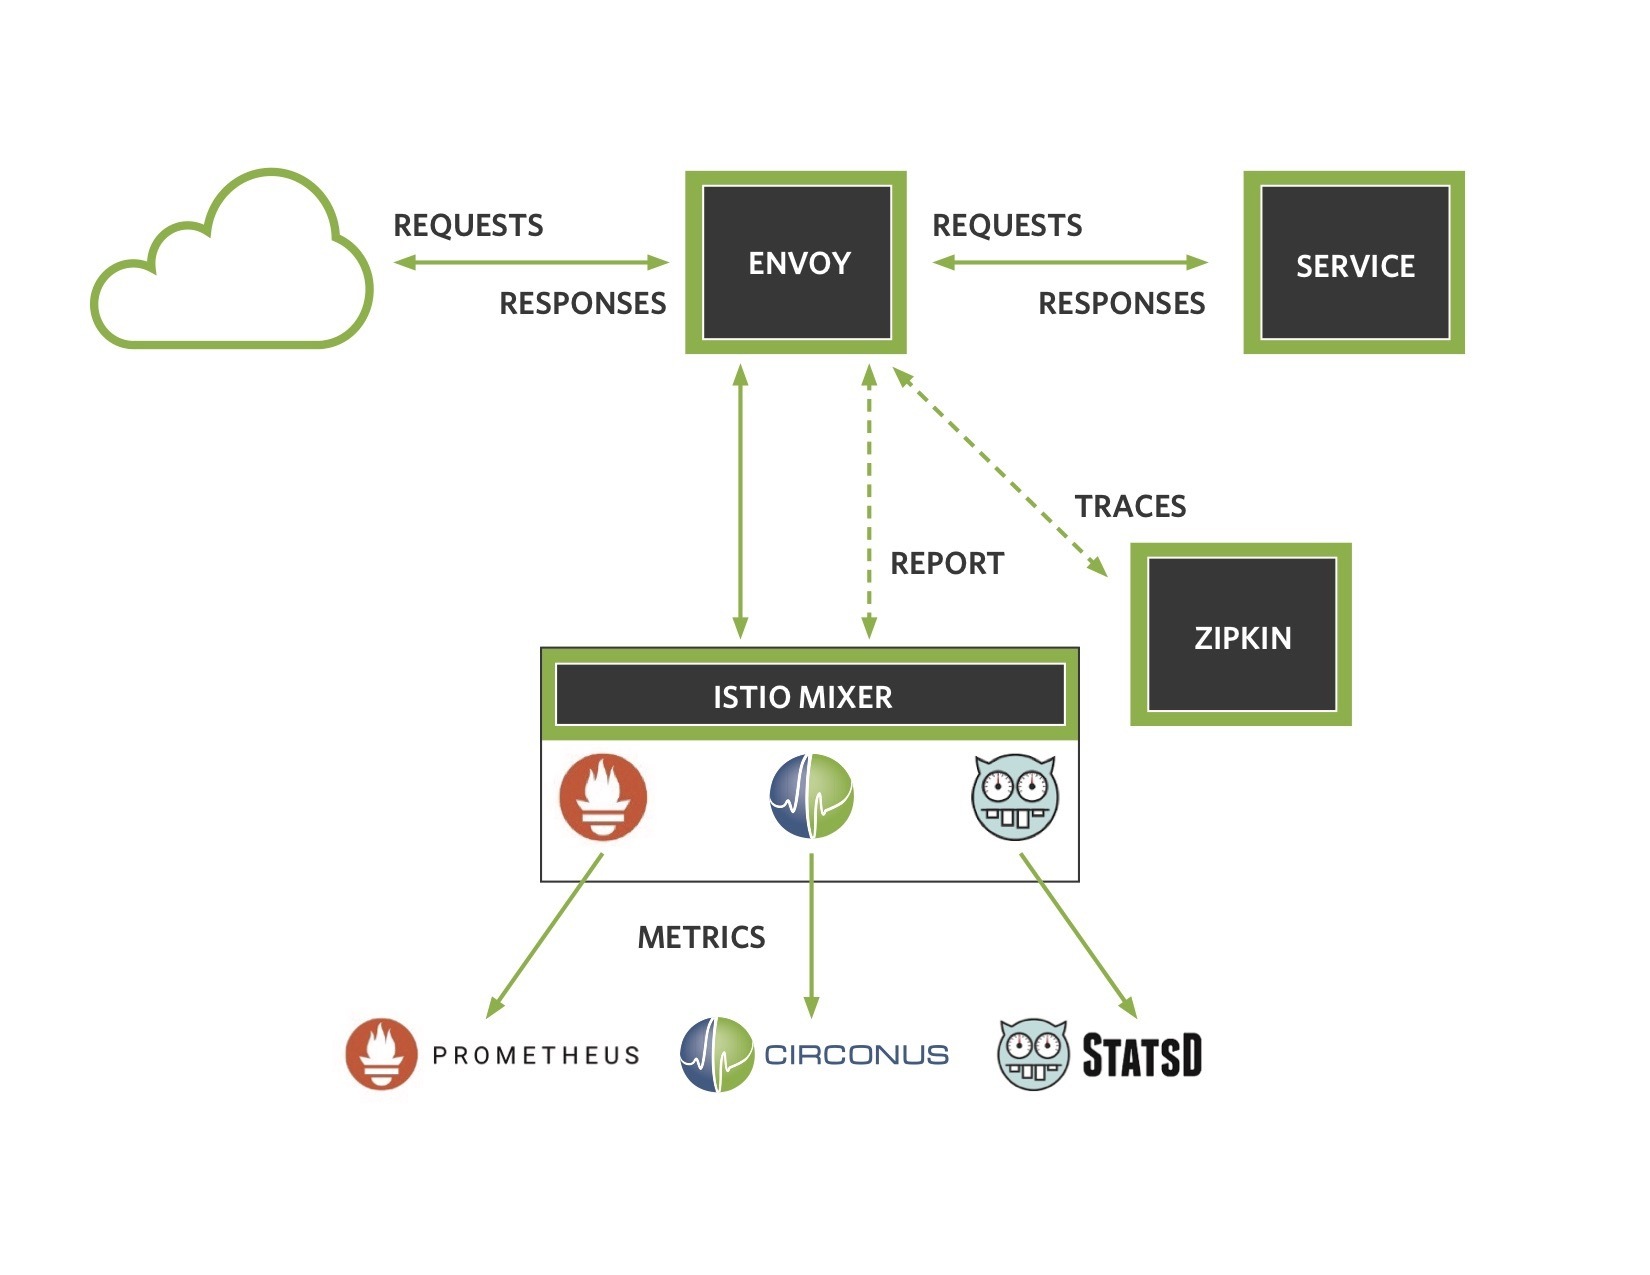 REQUESTS
RESPONSES
ENVOY
REQUESTS
RESPONSES
SERVICE
TRACES
REPORT
ZIPKIN
ISTIO MIXER
METRICS
PROMETHEUS
CIRCONUS
STATSD